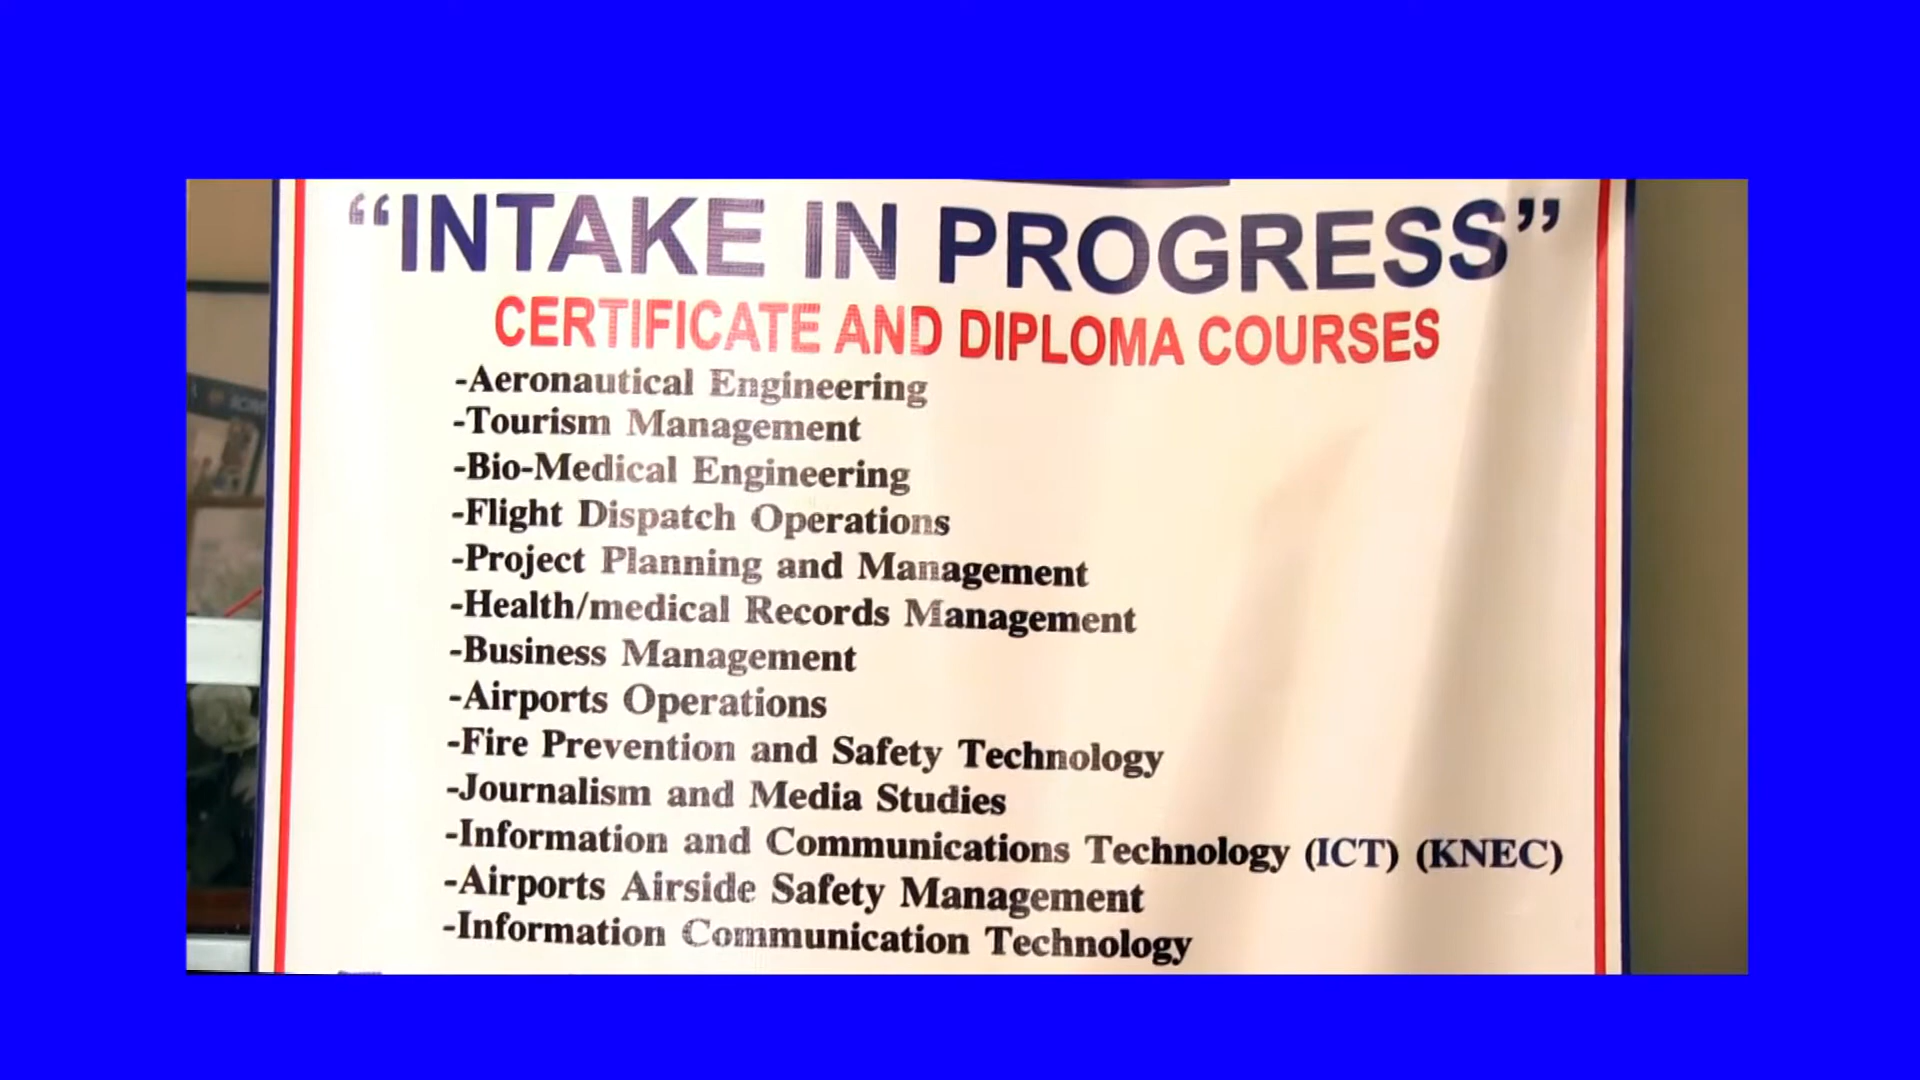 “INTAKE IN PROGRESS”
CERTIFICATE AND DIPLOMA COURSES
-Aeronautical Engineering
-Tourism Management
-Bio-Medical Engineering
-Flight Dispatch Operations
-Project Planning and Management
-Health/medical Records Management
-Business Management
-Airports Operations
-Fire Prevention and Safety Technology
-Journalism and Media Studies
-Information and Communications Technology (ICT) (KNEC)
-Airports Airside Safety Management
-Information Communication Technology